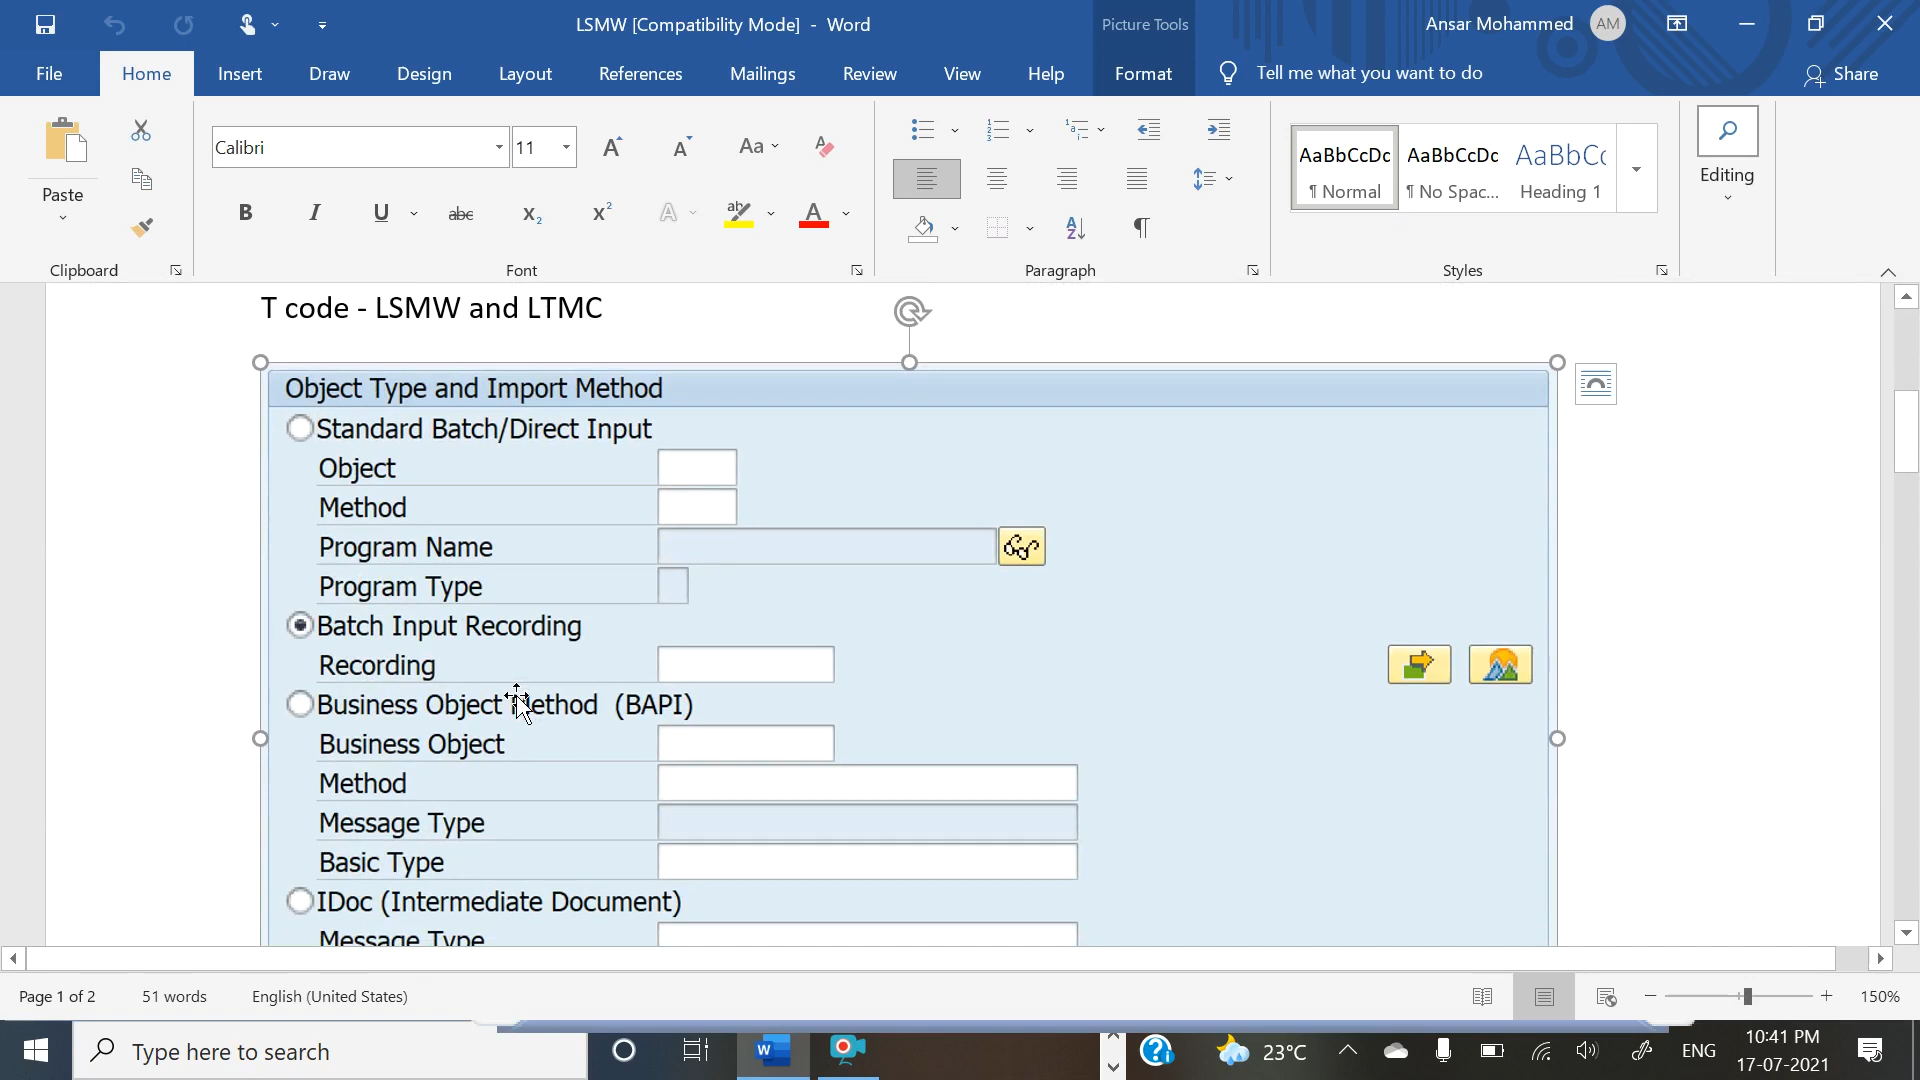 LSMW [Compatibility Mode] - Word
Picture Tools
Ansar Mohammed
AM
File
Home
Insert
Draw
Design
Layout
References
Mailings
Review
View
Help
Format
Tell me what you want to do
Share
Paste
Calibri
11
Aa
B
I
U
abc
X₂
X²
A
ab
A
AaBbCcDc
AaBbCcDc
AaBbCc
¶ Normal
¶ No Spac...
Heading 1
Editing
Clipboard
Font
Paragraph
Styles
T code - LSMW and LTMC
Object Type and Import Method
Standard Batch/Direct Input
Object
Method
Program Name
Program Type
Batch Input Recording
Recording
Business Object Method (BAPI)
Business Object
Method
Message Type
Basic Type
IDoc (Intermediate Document)
Message Type
Page 1 of 2
51 words
English (United States)
150%
Type here to search
23°C
ENG
10:41 PM
17-07-2021